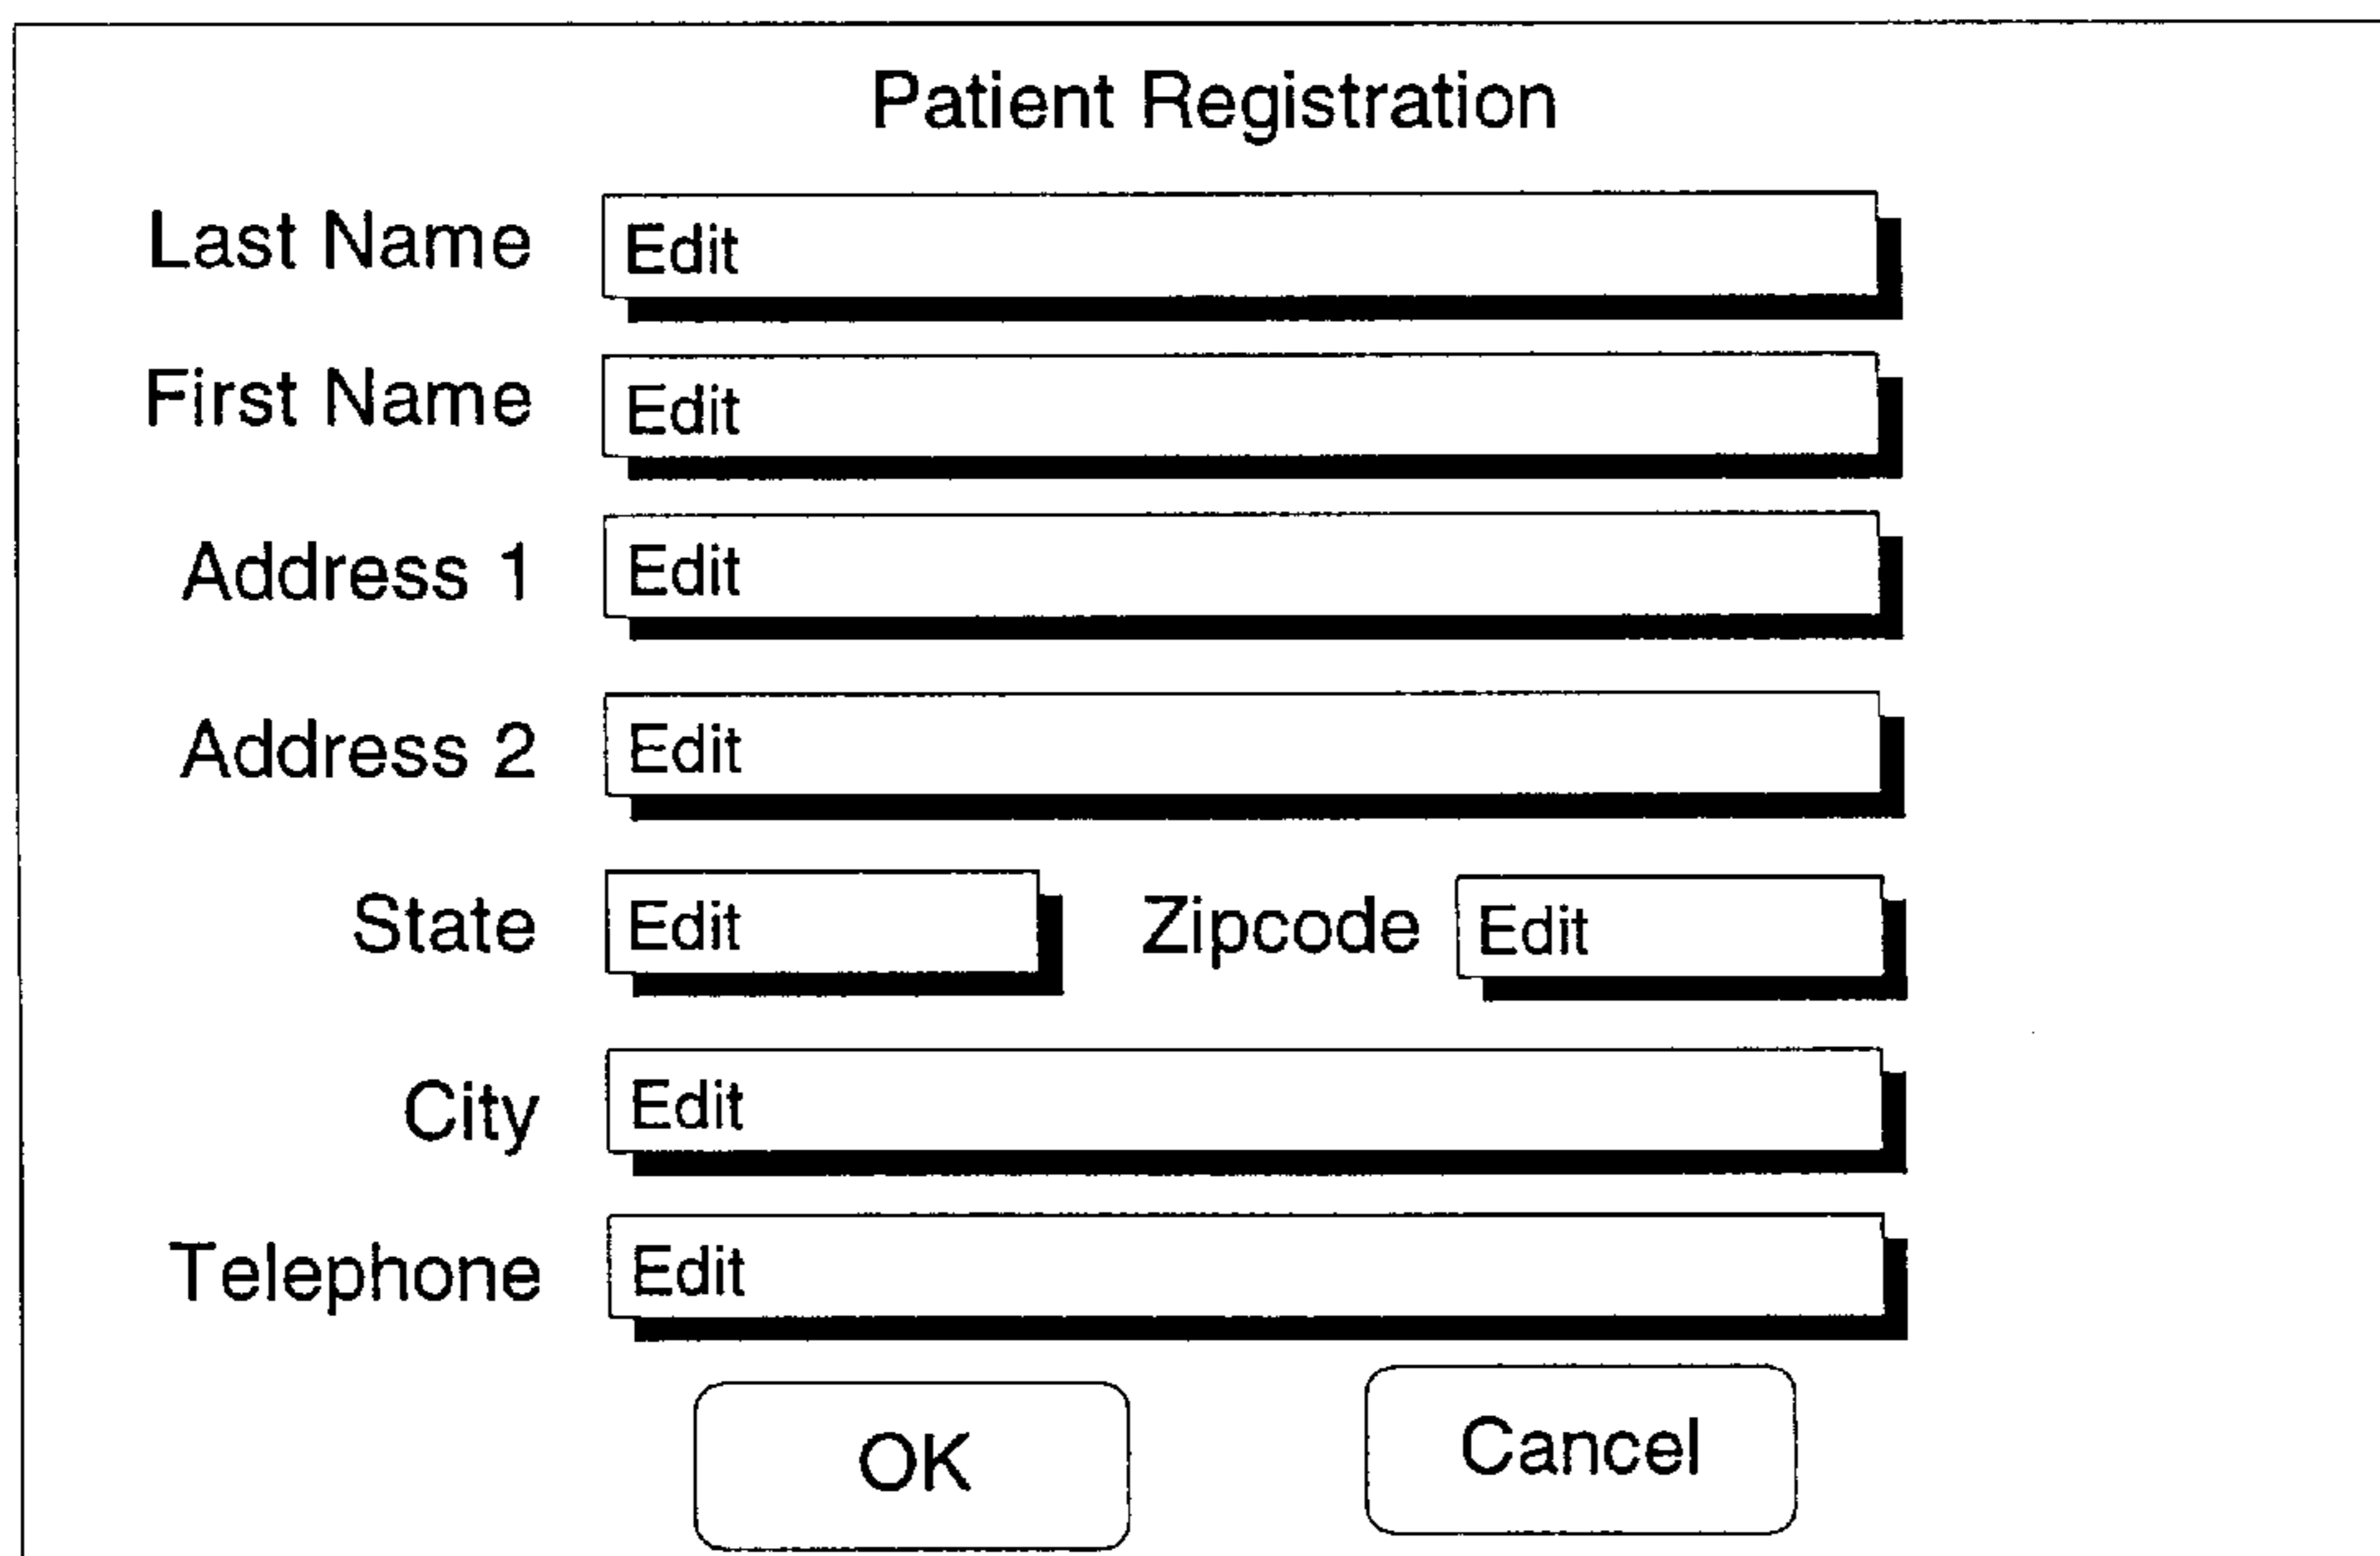 Patient Registration
Last Name Edit
First Name Edit
Address 1 Edit
Address 2 Edit
State Edit Zipcode Edit
City Edit
Telephone Edit
OK Cancel